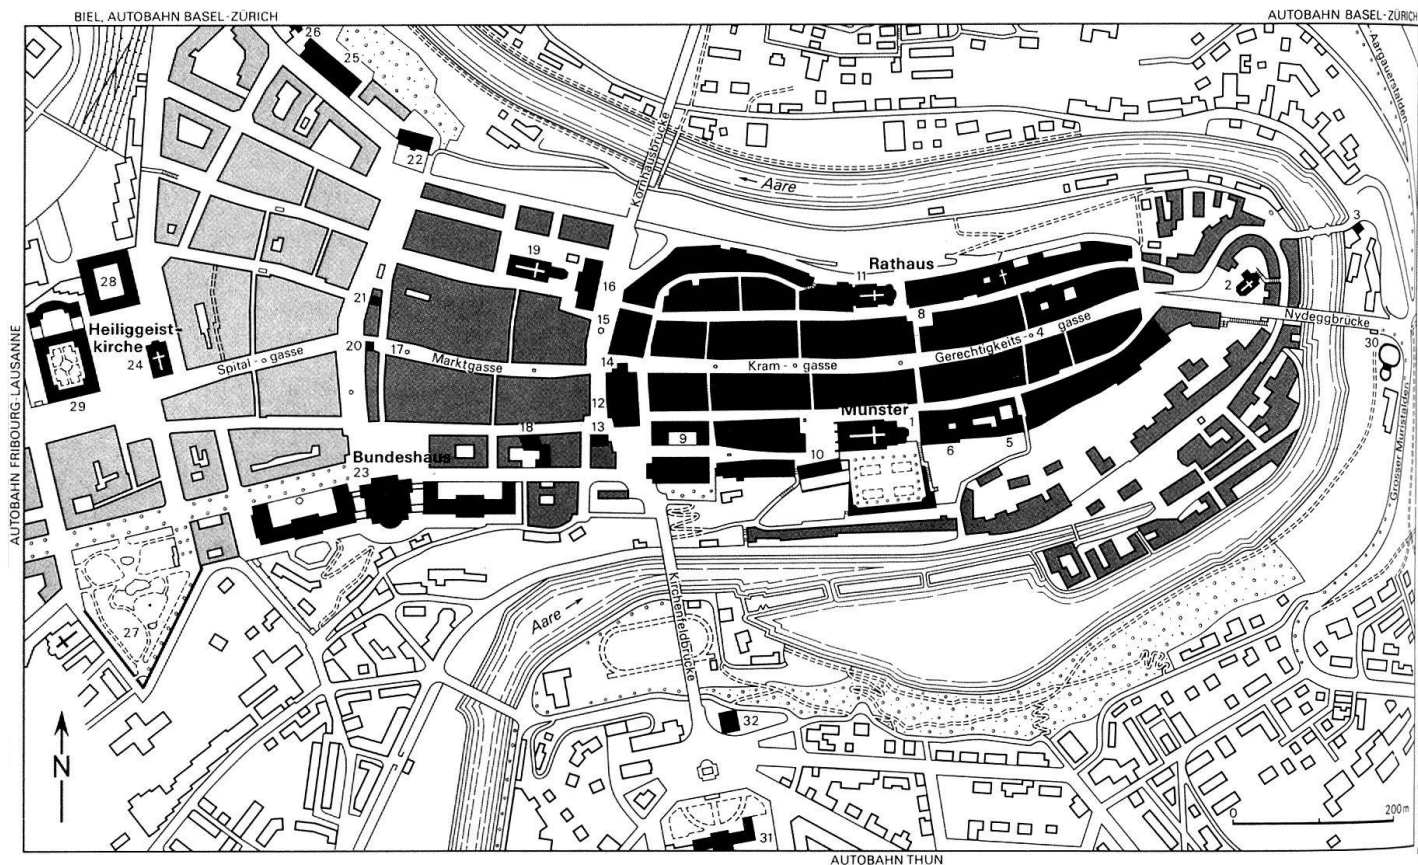 BIEL, AUTOBAHN BASEL-ZÜRICH
AUTOBAHN BASEL-ZÜRICH
26
25
Aargauerstalden
Kornhausbrücke
22
Aare
3
19
Rathaus
7
11
28
16
2
21
8
Nydeggbrücke
15
Heiliggeist-
kirche
4
30
20
17
14
Gerechtigkeits-gasse
24
Spital-gasse
Marktgasse
Kram-gasse
29
12
Münster
1
18
13
9
6
5
Bundeshaus
10
23
Grosser Muristalden
AUTOBAHN FRIBOURG-LAUSANNE
Aare
Kirchenfeldbrücke
27
32
N
0
200m
31
AUTOBAHN THUN